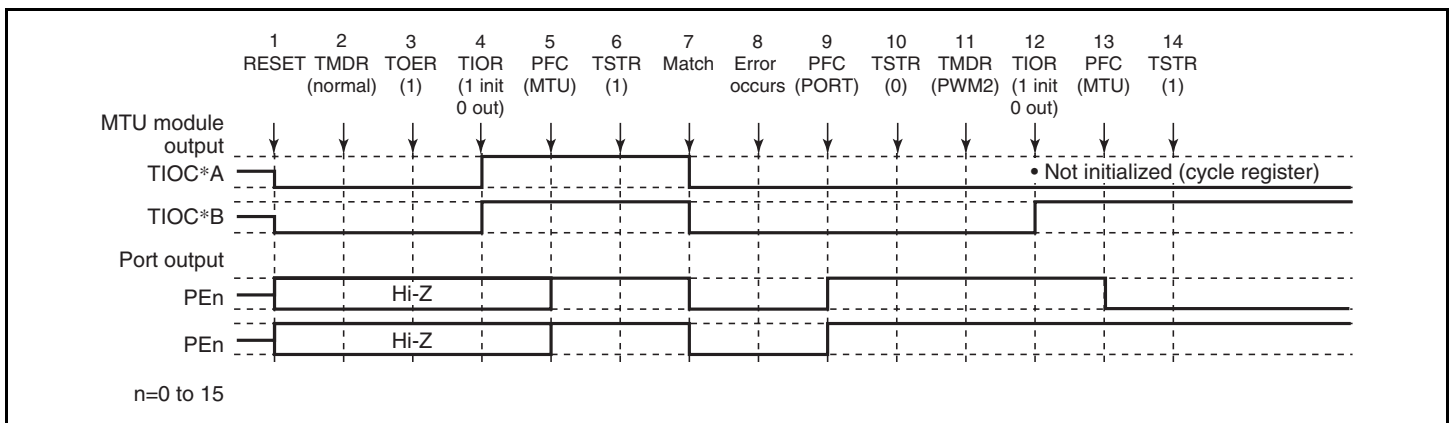 1 2 3 4 5 6 7 8 9 10 11 12 13 14
RESET TMDR TOER TIOR PFC TSTR Match Error PFC TSTR TMDR TIOR PFC TSTR
(normal) (1) (1 init (MTU) (1) occurs (PORT) (0) (PWM2) (1 init (MTU) (1)
0 out) 0 out)
MTU module
output
TIOC*A • Not initialized (cycle register)
TIOC*B
Port output
PEn Hi-Z
PEn Hi-Z
n=0 to 15